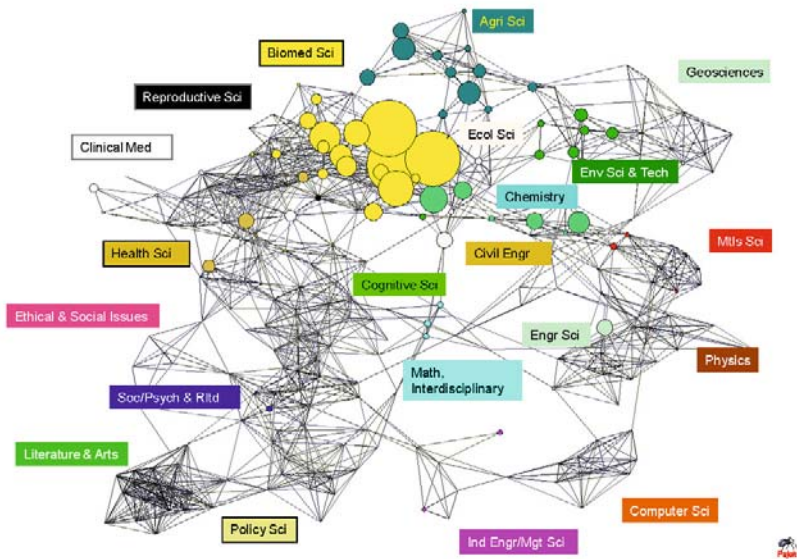 Agri Sci
Biomed Sci
Geosciences
Reproductive Sci
Ecol Sci
Clinical Med
Env Sci & Tech
Chemistry
Health Sci
Civil Engr
Mtls Sci
Cognitive Sci
Ethical & Social Issues
Engr Sci
Physics
Math,
Interdisciplinary
Soc/Psych & Rltd
Literature & Arts
Computer Sci
Policy Sci
Ind Engr/Mgt Sci
Pajek